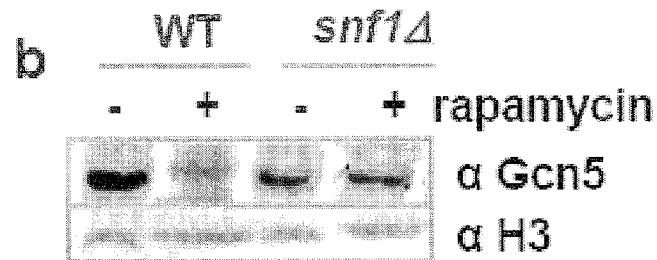 b WT snf1Δ
- + - + rapamycin
α Gcn5
α H3